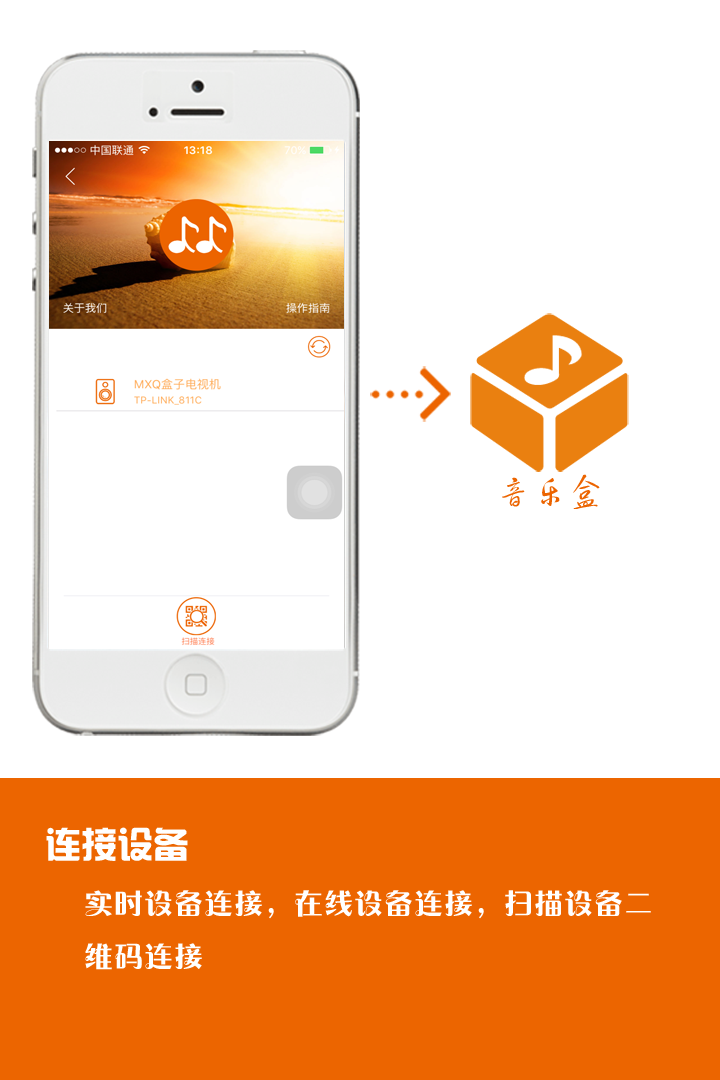 中国联通 13:18 76%
关于我们 操作指南
MXQ盒子电视机
TP-LINK_811C
扫描连接
音乐盒
连接设备
实时设备连接，在线设备连接，扫描设备二
维码连接